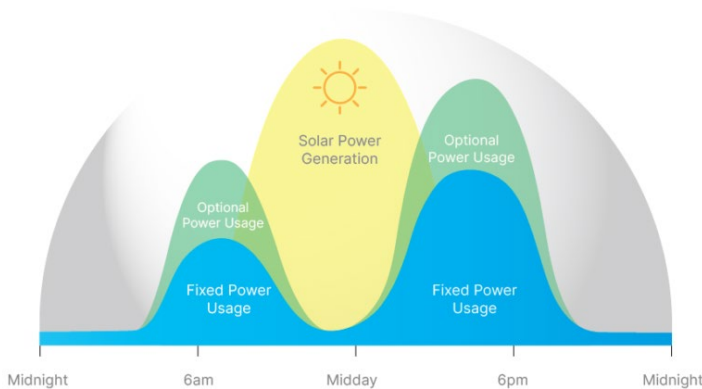 Solar Power
Generation
Optional
Power Usage
Optional
Power Usage
Fixed Power
Usage
Fixed Power
Usage
Midnight
6am
Midday
6pm
Midnight